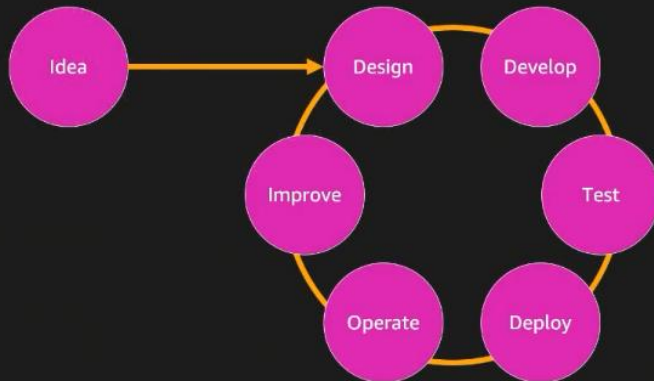 Idea
Design
Develop
Test
Deploy
Operate
Improve